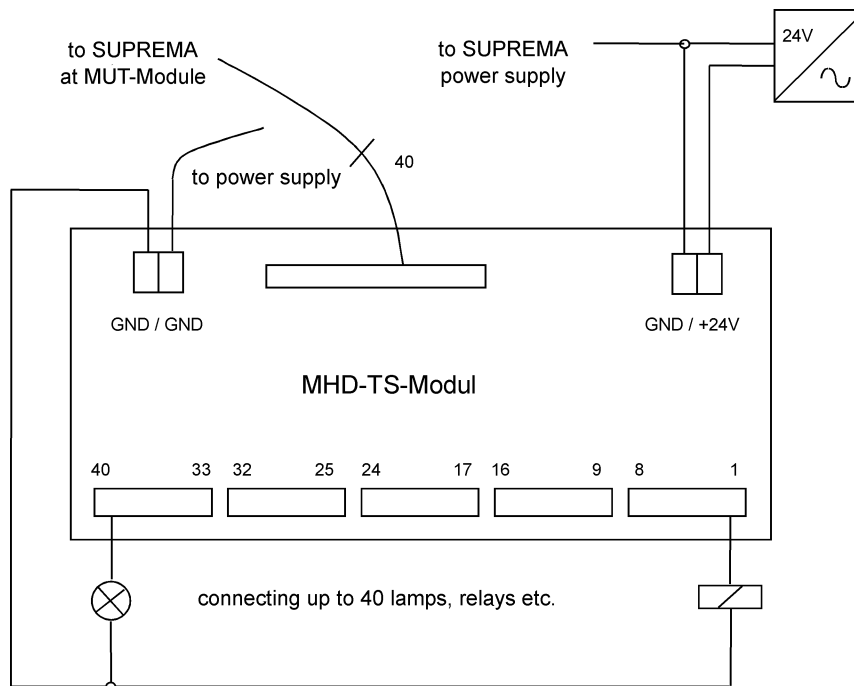 to SUPREMA
at MUT-Module
to SUPREMA
power supply
24V
to power supply
40
GND / GND
GND / +24V
MHD-TS-Modul
40 33 32 25 24 17 16 9 8 1
connecting up to 40 lamps, relays etc.